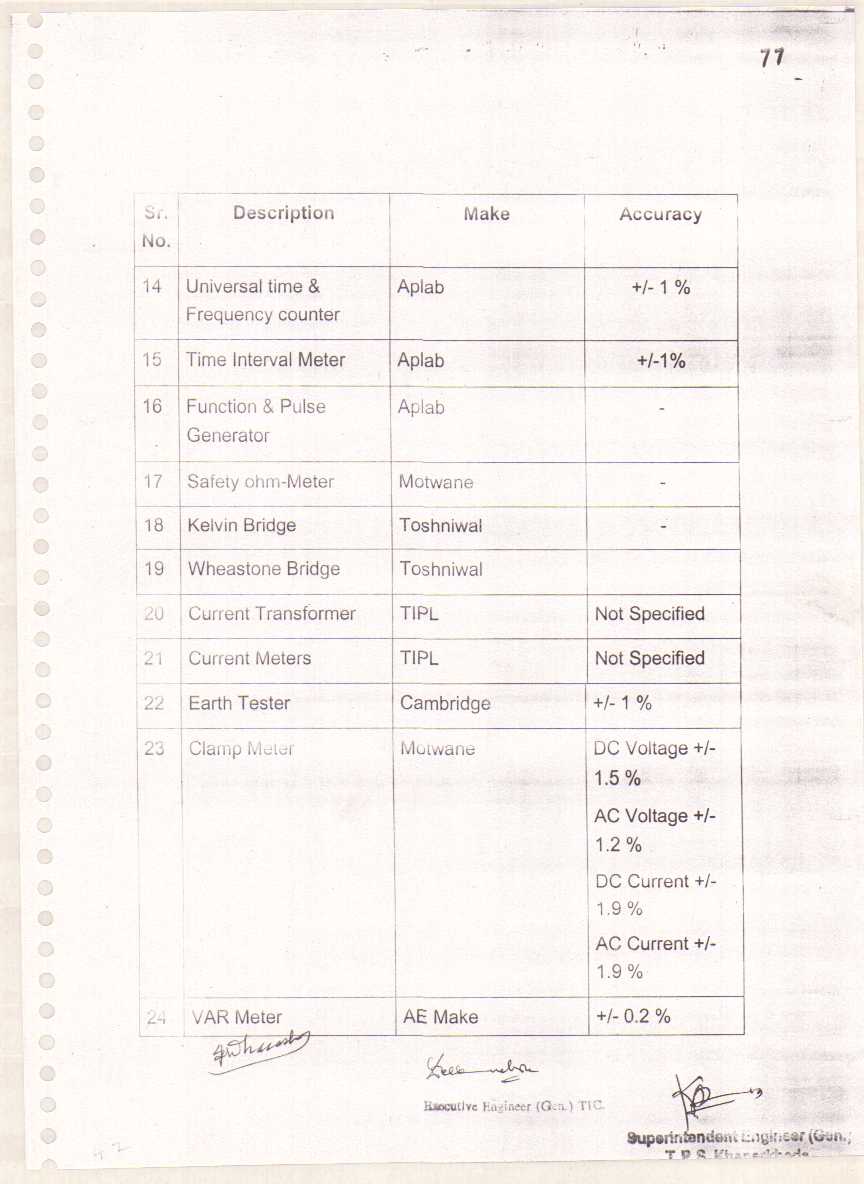 77
Sr. No. Description Make Accuracy
14 Universal time & Frequency counter Aplab +/- 1 %
15 Time Interval Meter Aplab +/-1%
16 Function & Pulse Generator Aplab -
17 Safety ohm-Meter Motwane -
18 Kelvin Bridge Toshniwal -
19 Wheastone Bridge Toshniwal
20 Current Transformer TIPL Not Specified
21 Current Meters TIPL Not Specified
22 Earth Tester Cambridge +/- 1 %
23 Clamp Meter Motwane DC Voltage +/-
1.5 %
AC Voltage +/-
1.2 %
DC Current +/-
1.9 %
AC Current +/-
1.9 %
24 VAR Meter AE Make +/- 0.2 %
Executive Engineer (Gen.) TIC.
Superintendent Engineer (Gen.)
T.P.S.